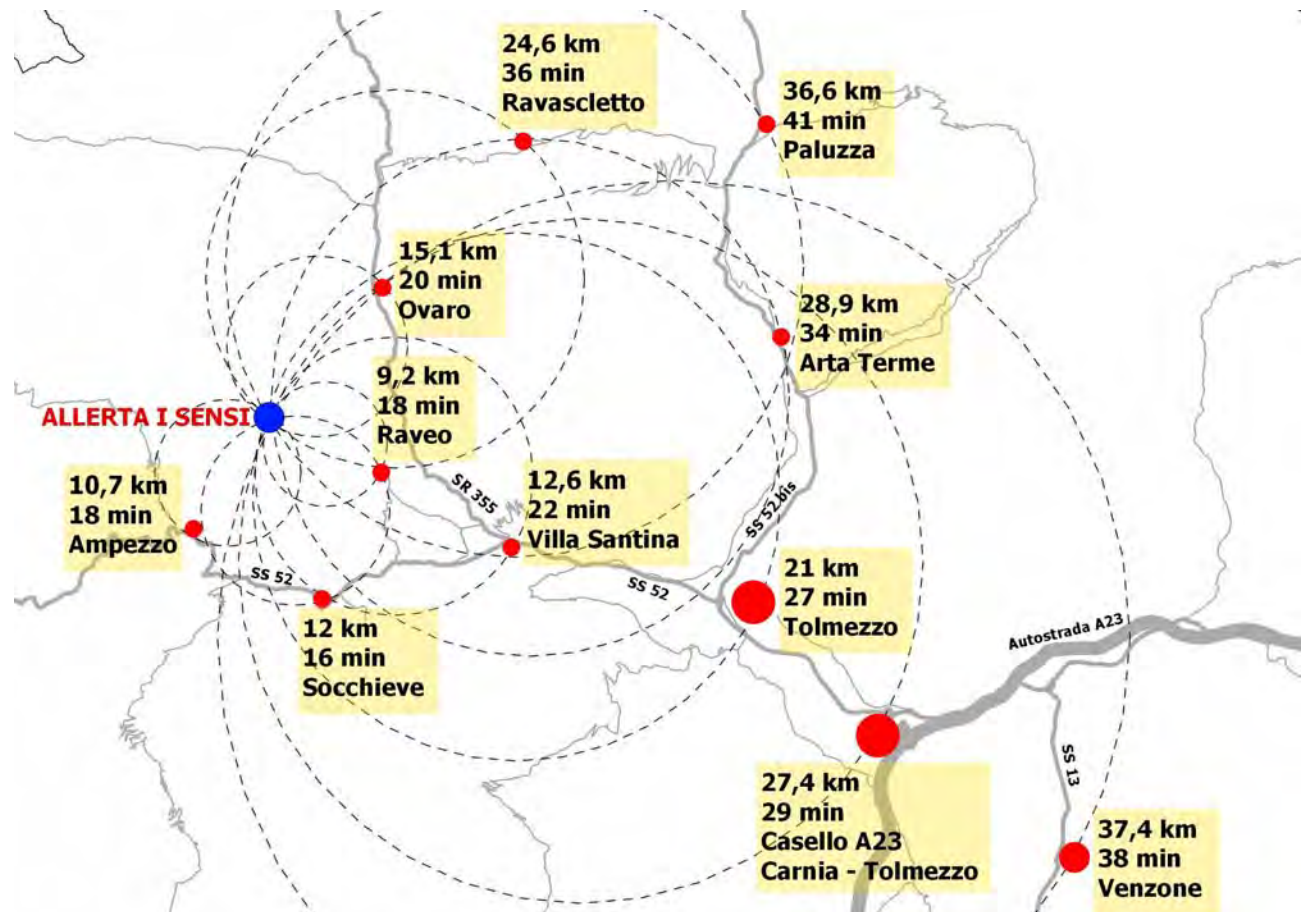 24,6 km
36 min
Ravascletto
36,6 km
41 min
Paluzza
15,1 km
20 min
Ovaro
28,9 km
34 min
Arta Terme
9,2 km
18 min
Raveo
ALLERTA I SENSI
10,7 km
18 min
Ampezzo
SR 355
12,6 km
22 min
Villa Santina
SS 52 bis
SS 52
SS 52
21 km
27 min
Tolmezzo
12 km
16 min
Socchieve
Autostrada A23
27,4 km
29 min
Casello A23
Carnia - Tolmezzo
SS 13
37,4 km
38 min
Venzone